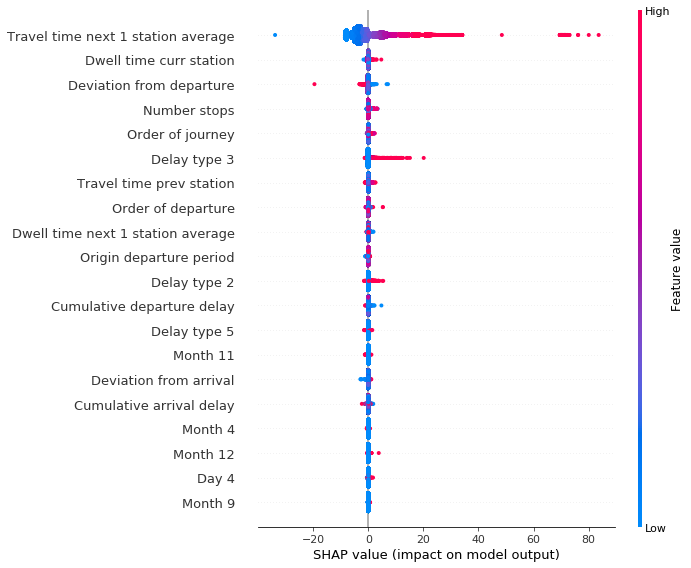 High
Travel time next 1 station average
Dwell time curr station
Deviation from departure
Number stops
Order of journey
Delay type 3
Travel time prev station
Order of departure
Dwell time next 1 station average
Origin departure period
Delay type 2
Cumulative departure delay
Delay type 5
Month 11
Deviation from arrival
Cumulative arrival delay
Month 4
Month 12
Day 4
Month 9
Feature value
Low
−20 0 20 40 60 80
SHAP value (impact on model output)